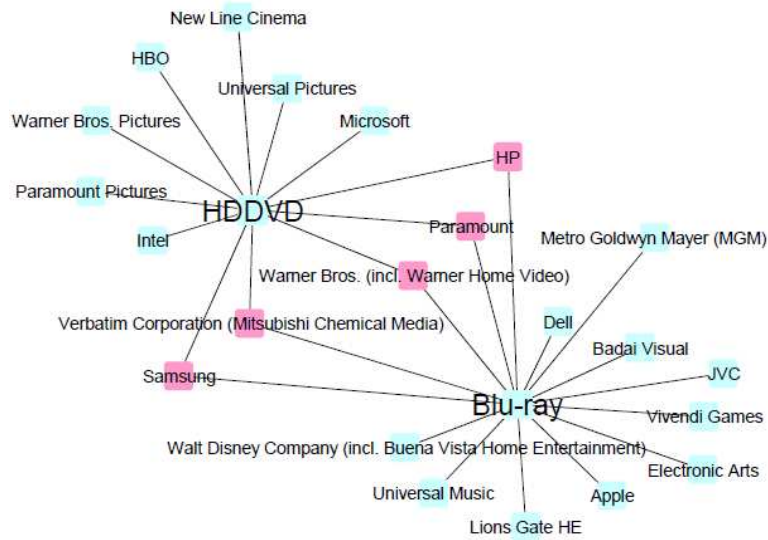 New Line Cinema
HBO
Universal Pictures
Warner Bros. Pictures
Microsoft
HP
Paramount Pictures
HDDVD
Paramount
Intel
Metro Goldwyn Mayer (MGM)
Warner Bros. (incl. Warner Home Video)
Verbatim Corporation (Mitsubishi Chemical Media)
Dell
Badai Visual
Samsung
JVC
Blu-ray
Vivendi Games
Walt Disney Company (incl. Buena Vista Home Entertainment)
Electronic Arts
Universal Music
Apple
Lions Gate HE